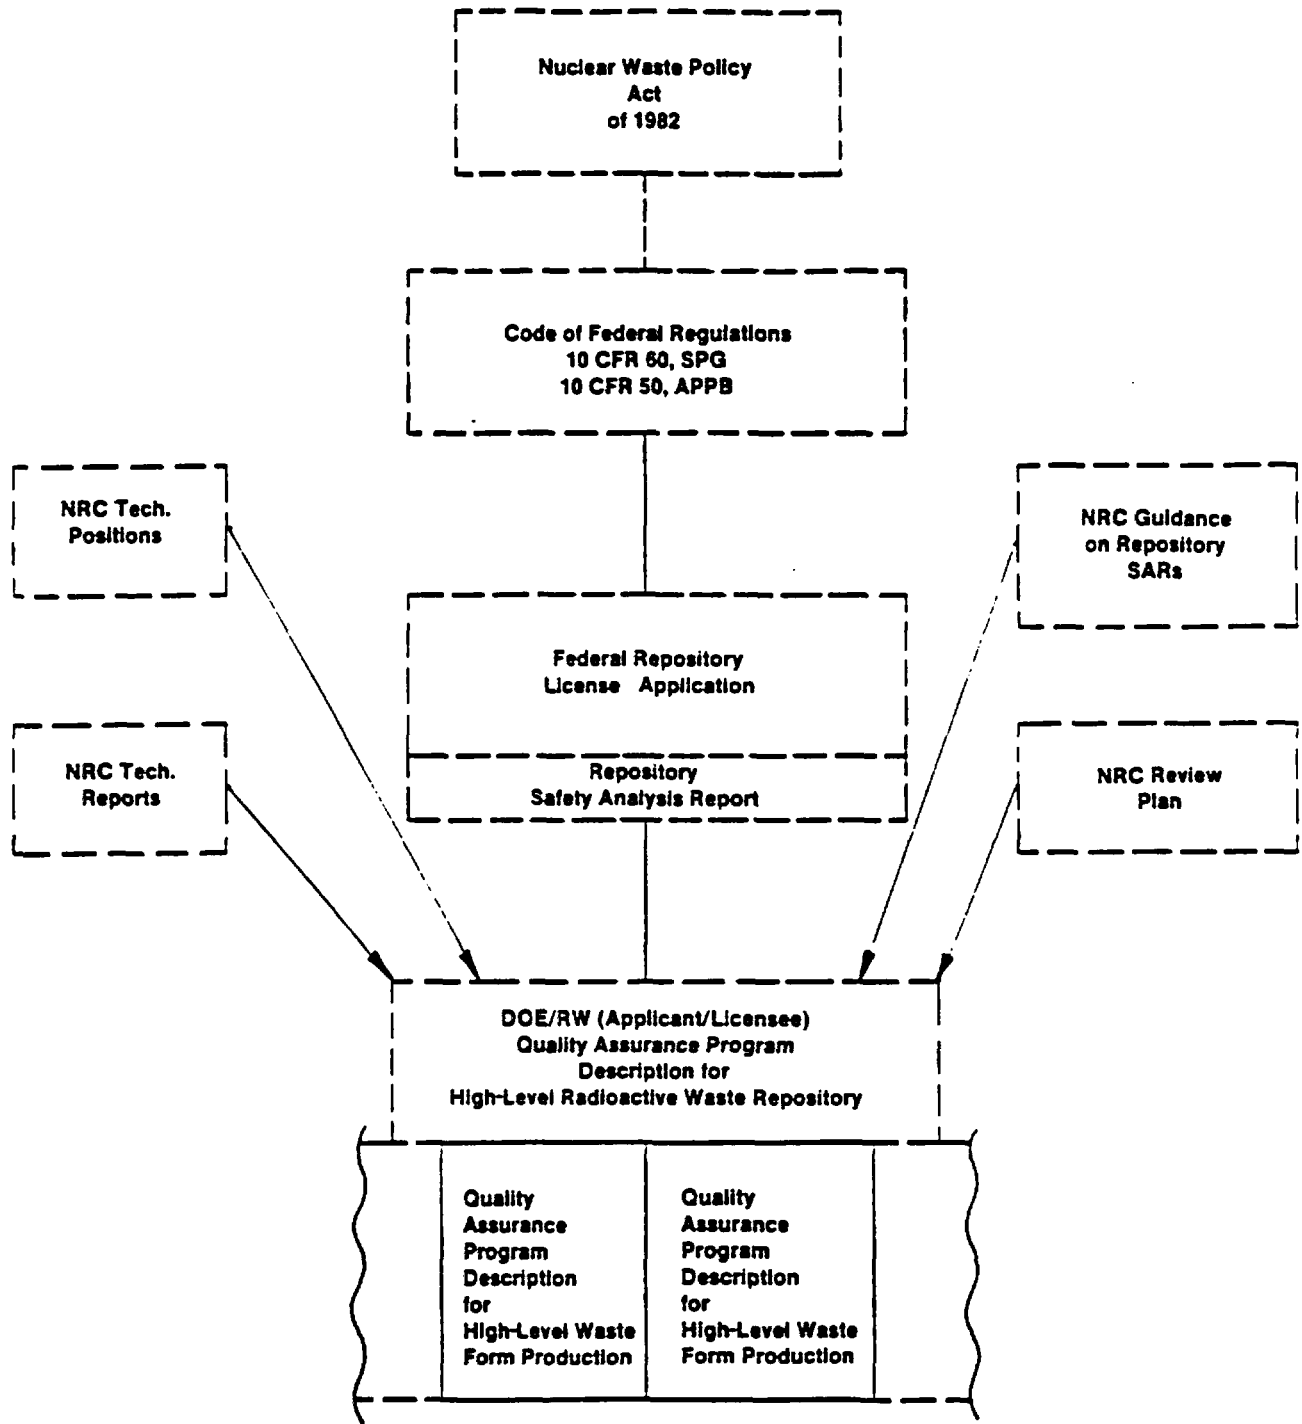 Nuclear Waste Policy
Act
of 1982
Code of Federal Regulations
10 CFR 60, SPG
10 CFR 50, APPB
NRC Tech.
Positions
NRC Guidance
on Repository
SARs
Federal Repository
License Application
NRC Tech.
Reports
Repository
Safety Analysis Report
NRC Review
Plan
DOE/RW (Applicant/Licensee)
Quality Assurance Program
Description for
High-Level Radioactive Waste Repository
Quality
Assurance
Program
Description
for
High-Level Waste
Form Production
Quality
Assurance
Program
Description
for
High-Level Waste
Form Production